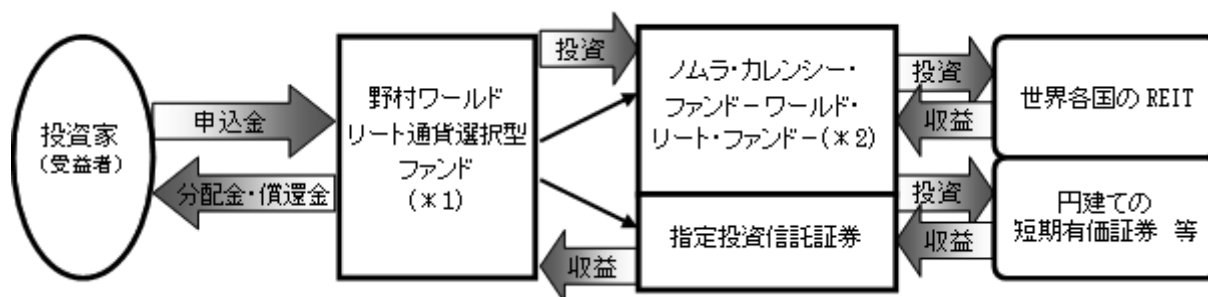 投資家
(受益者)
申込金
分配金・償還金
野村ワールド
リート通貨選択型
ファンド
(*1)
投資
収益
ノムラ・カレンシー・
ファンド-ワールド・
リート・ファンド-(*2)
指定投資信託証券
投資
収益
投資
収益
世界各国のREIT
円建ての
短期有価証券 等